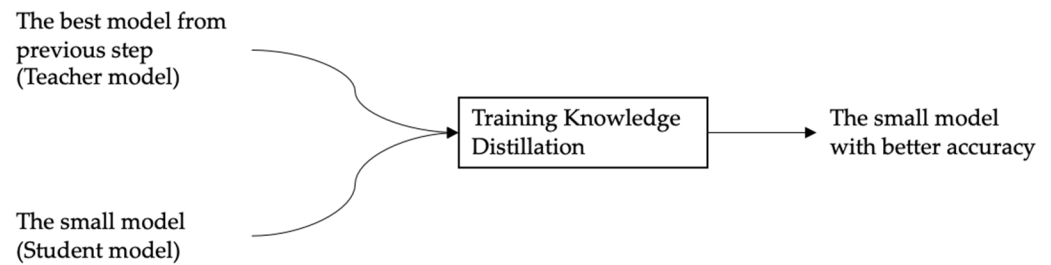 The best model from
previous step
(Teacher model)
Training Knowledge
Distillation
The small model
with better accuracy
The small model
(Student model)